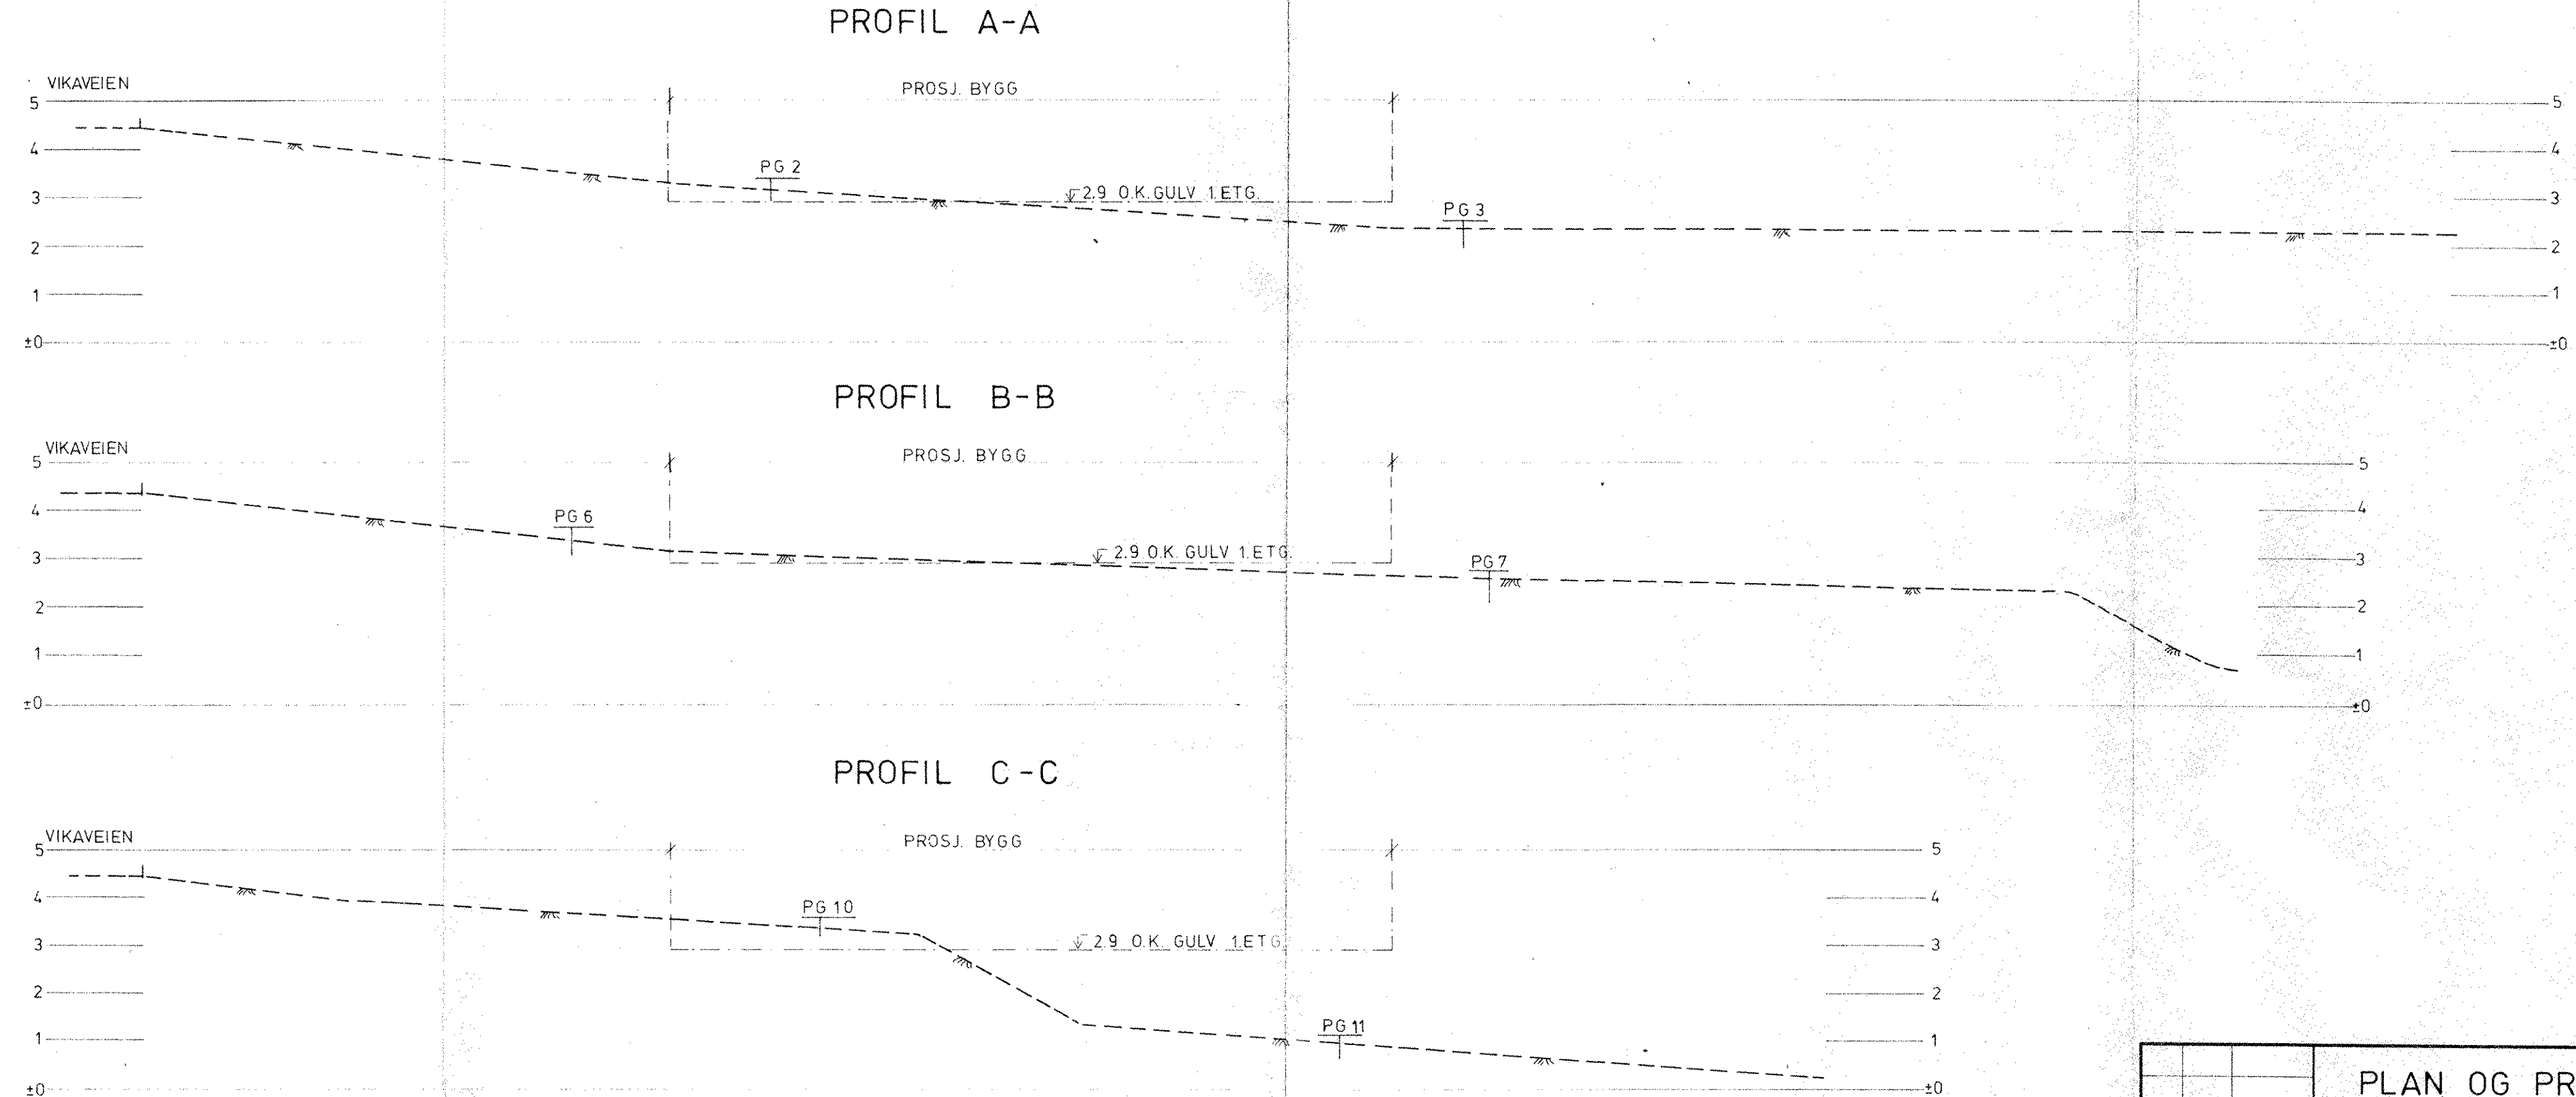 PROFIL A-A
VIKAVEIEN
PROSJ. BYGG
5 5
4 4
PG 2
2.9 O.K. GULV 1.ETG.
3 3
PG 3
2 2
1 1
±0 ±0
PROFIL B-B
VIKAVEIEN
PROSJ. BYGG
5 5
4 4
PG 6
2.9 O.K. GULV 1.ETG.
3 3
PG 7
2 2
1 1
±0 ±0
PROFIL C-C
VIKAVEIEN
PROSJ. BYGG
5 5
4 4
PG 10
3 2.9 O.K. GULV 1.ETG 3
2 2
PG 11
1 1
±0 ±0
PLAN OG PR